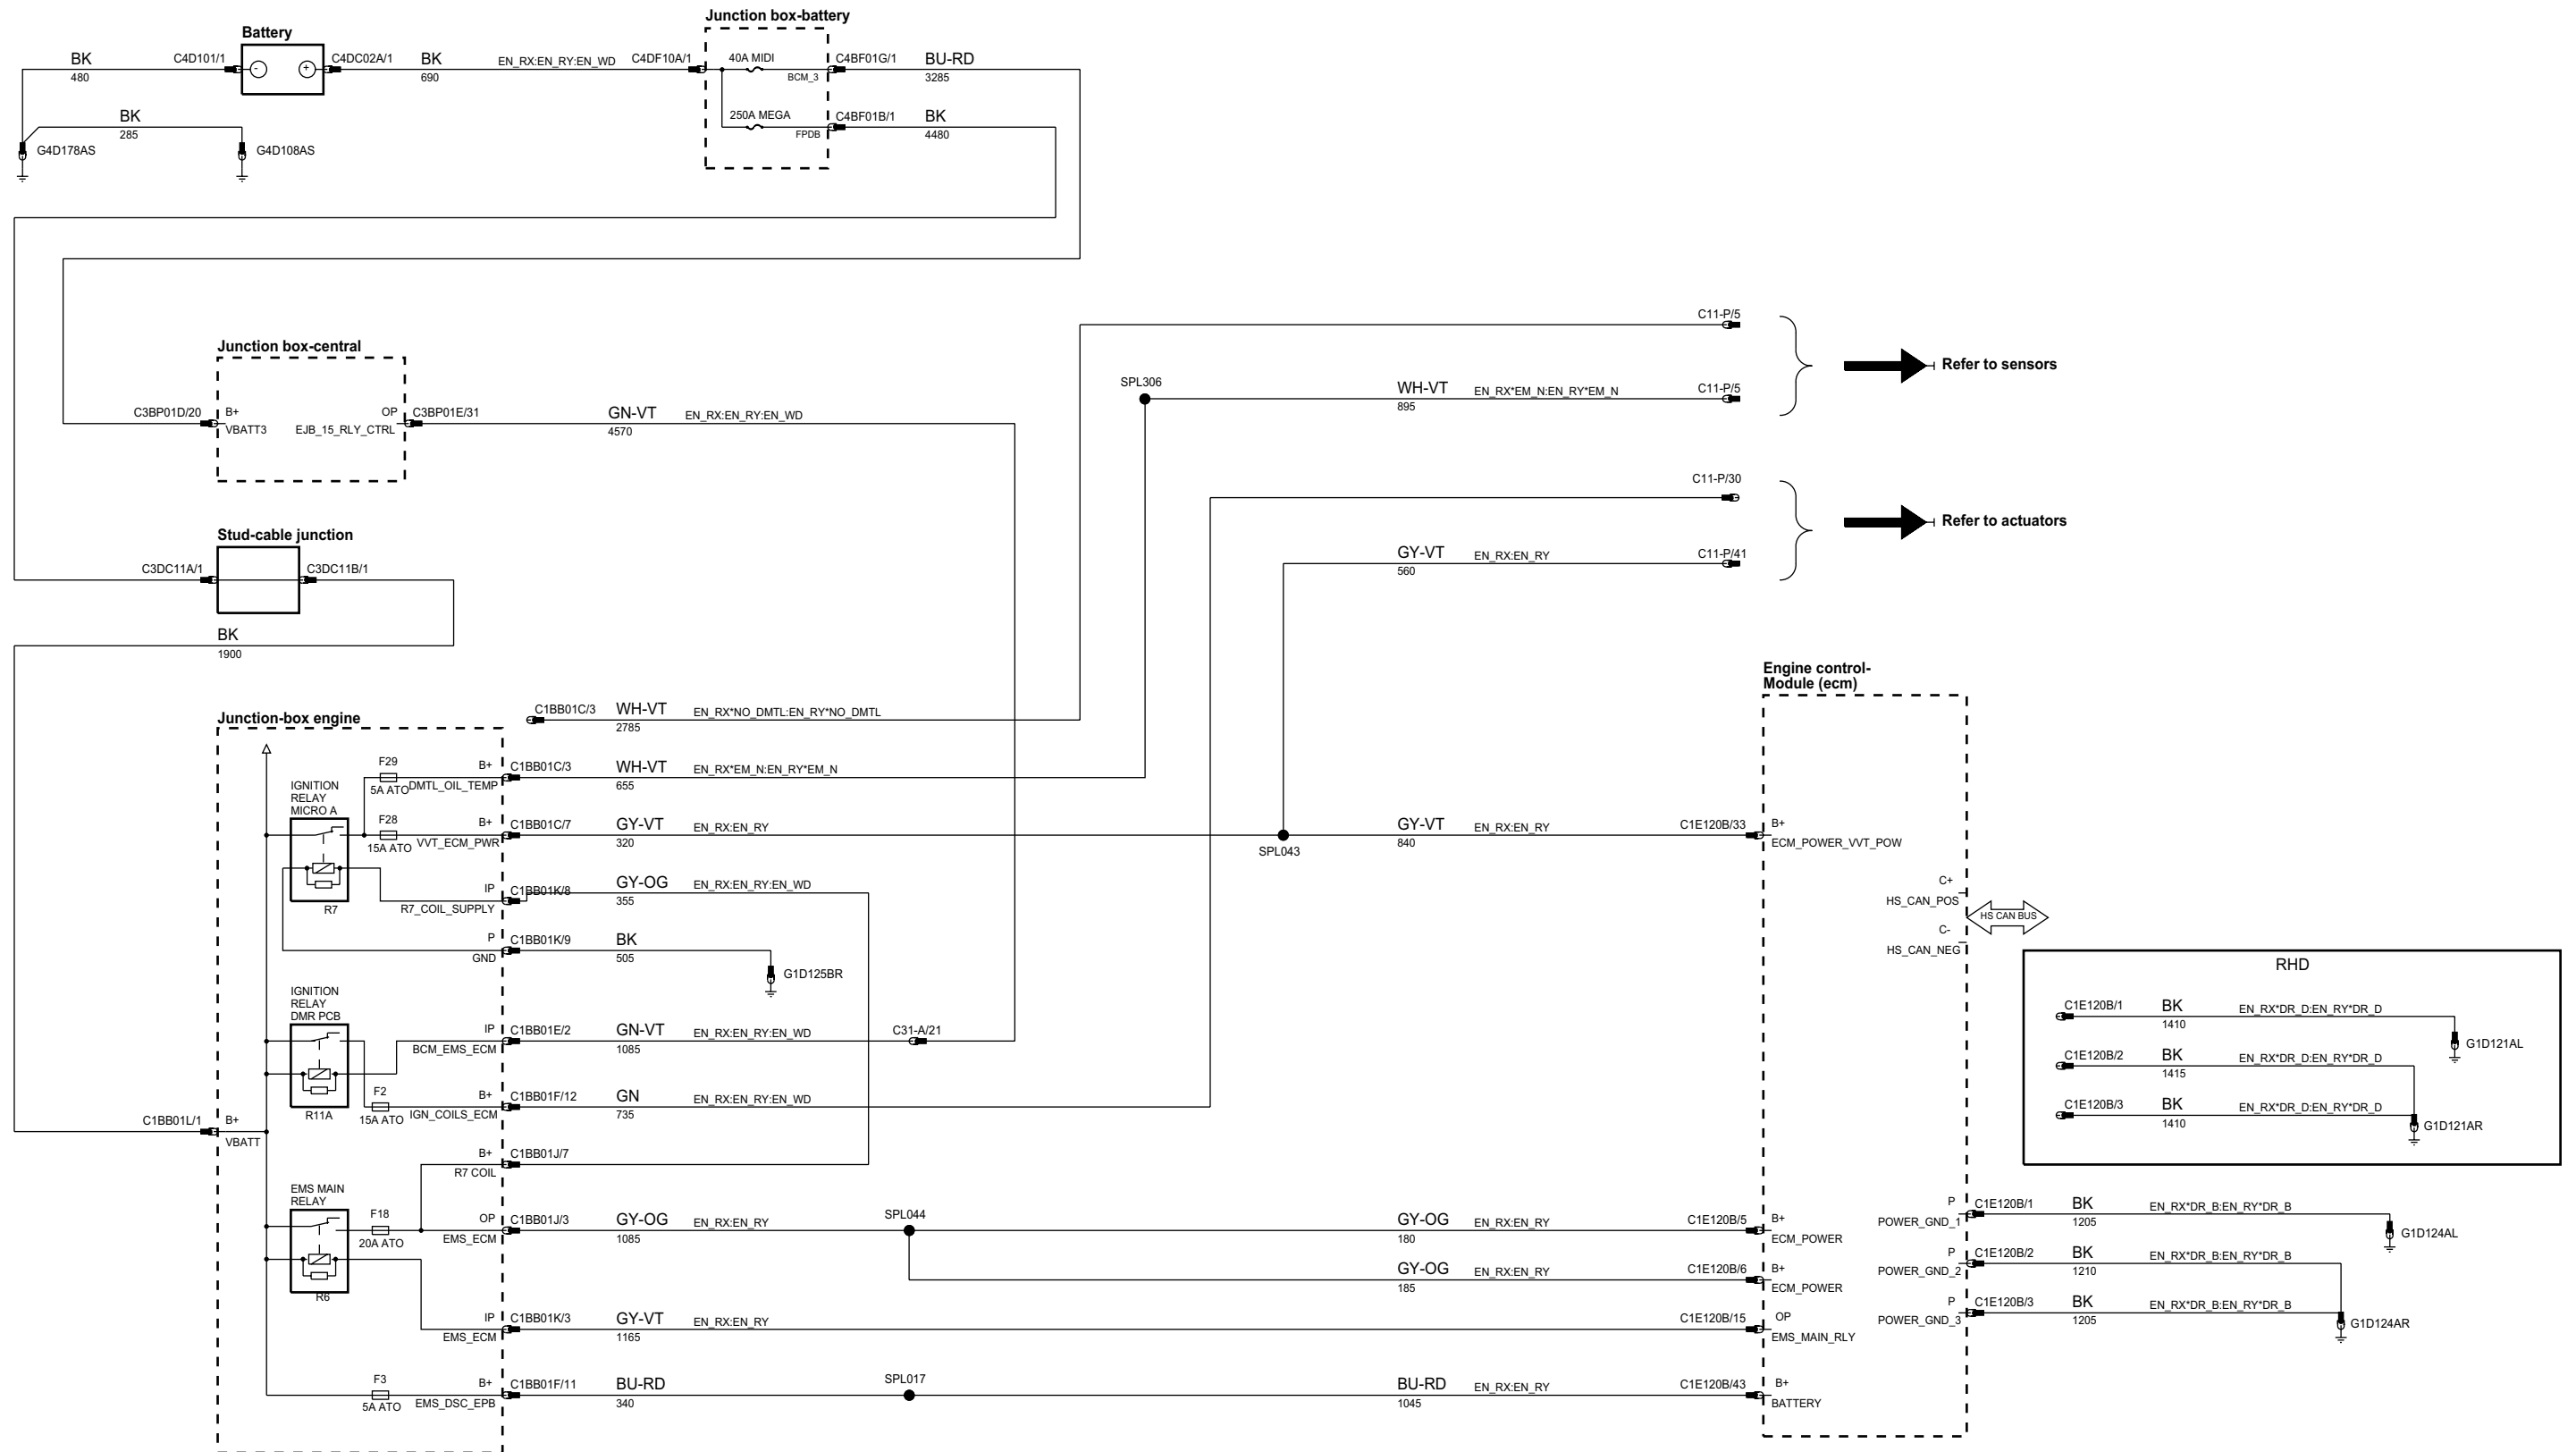 Junction box-battery
Battery
BK
480
C4D101/1
-
+
C4DC02A/1
BK
690
EN_RX:EN_RY:EN_WD
C4DF10A/1
40A MIDI
BCM_3
C4BF01G/1
BU-RD
3285
BK
285
250A MEGA
FPDB
C4BF01B/1
BK
4480
G4D178AS
G4D108AS
C11-P/5
Refer to sensors
Junction box-central
SPL306
WH-VT
895
EN_RX*EM_N:EN_RY*EM_N
C11-P/5
C3BP01D/20
B+
VBATT3
OP
EJB_15_RLY_CTRL
C3BP01E/31
GN-VT
4570
EN_RX:EN_RY:EN_WD
C11-P/30
Refer to actuators
Stud-cable junction
C3DC11A/1
C3DC11B/1
GY-VT
560
EN_RX:EN_RY
C11-P/41
BK
1900
Engine control-
Module (ecm)
Junction-box engine
C1BB01C/3
WH-VT
2785
EN_RX*NO_DMTL:EN_RY*NO_DMTL
F29
5A ATO
B+
DMTL_OIL_TEMP
C1BB01C/3
WH-VT
655
EN_RX*EM_N:EN_RY*EM_N
IGNITION
RELAY
MICRO A
F28
15A ATO
B+
VVT_ECM_PWR
C1BB01C/7
GY-VT
320
EN_RX:EN_RY
SPL043
GY-VT
840
EN_RX:EN_RY
C1E120B/33
B+
ECM_POWER_VVT_POW
R7
IP
R7_COIL_SUPPLY
C1BB01K/8
GY-OG
355
EN_RX:EN_RY:EN_WD
C+
HS_CAN_POS
HS CAN BUS
C-
HS_CAN_NEG
P
GND
C1BB01K/9
BK
505
G1D125BR
RHD
C1E120B/1
BK
1410
EN_RX*DR_D:EN_RY*DR_D
G1D121AL
C1E120B/2
BK
1415
EN_RX*DR_D:EN_RY*DR_D
C1E120B/3
BK
1410
EN_RX*DR_D:EN_RY*DR_D
G1D121AR
IGNITION
RELAY
DMR PCB
IP
BCM_EMS_ECM
C1BB01E/2
GN-VT
1085
EN_RX:EN_RY:EN_WD
C31-A/21
R11A
F2
15A ATO
B+
IGN_COILS_ECM
C1BB01F/12
GN
735
EN_RX:EN_RY:EN_WD
C1BB01L/1
B+
VBATT
B+
R7 COIL
C1BB01J/7
EMS MAIN
RELAY
F18
20A ATO
OP
EMS_ECM
C1BB01J/3
GY-OG
1085
EN_RX:EN_RY
SPL044
GY-OG
180
EN_RX:EN_RY
C1E120B/5
B+
ECM_POWER
P
POWER_GND_1
C1E120B/1
BK
1205
EN_RX*DR_B:EN_RY*DR_B
G1D124AL
GY-OG
185
EN_RX:EN_RY
C1E120B/6
B+
ECM_POWER
P
POWER_GND_2
C1E120B/2
BK
1210
EN_RX*DR_B:EN_RY*DR_B
R6
IP
EMS_ECM
C1BB01K/3
GY-VT
1165
EN_RX:EN_RY
C1E120B/15
OP
EMS_MAIN_RLY
P
POWER_GND_3
C1E120B/3
BK
1205
EN_RX*DR_B:EN_RY*DR_B
G1D124AR
F3
5A ATO
B+
EMS_DSC_EPB
C1BB01F/11
BU-RD
340
SPL017
BU-RD
1045
EN_RX:EN_RY
C1E120B/43
B+
BATTERY